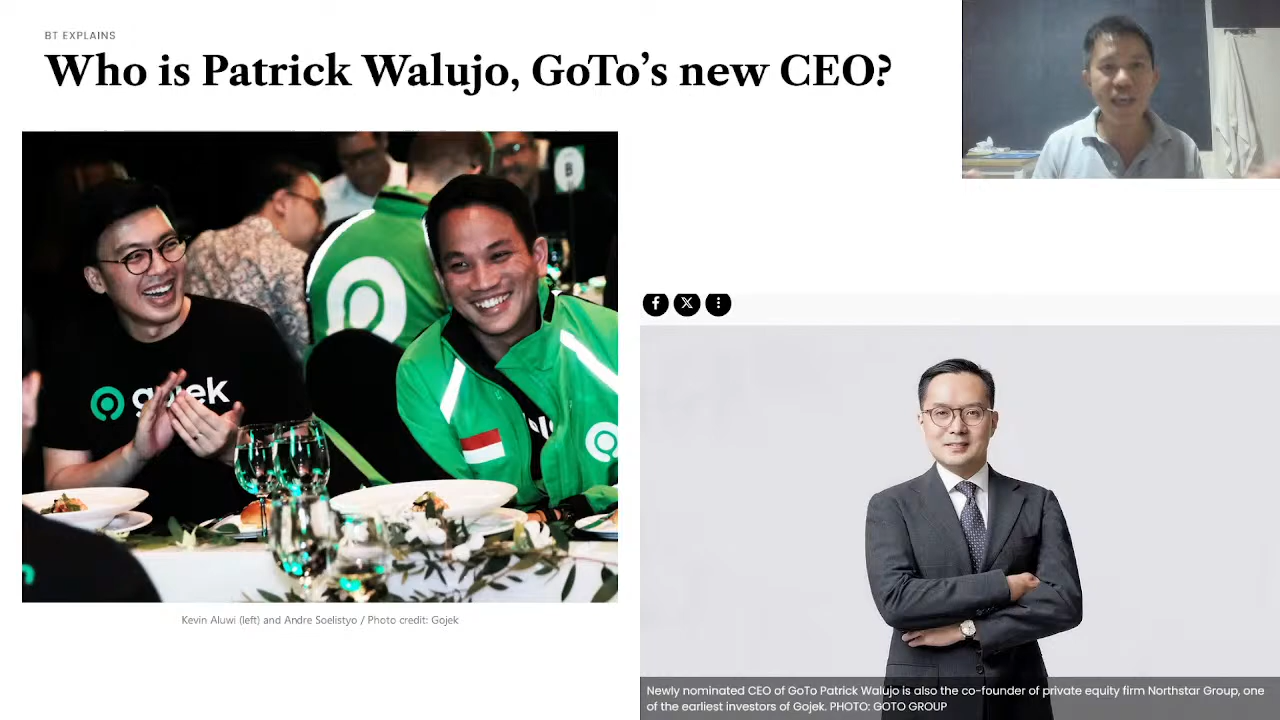 BT EXPLAINS
Who is Patrick Walujo, GoTo’s new CEO?
gojek
Kevin Aluwi (left) and Andre Soelistyo / Photo credit: Gojek
Newly nominated CEO of GoTo Patrick Walujo is also the co-founder of private equity firm Northstar Group, one
of the earliest investors of Gojek. PHOTO: GOTO GROUP